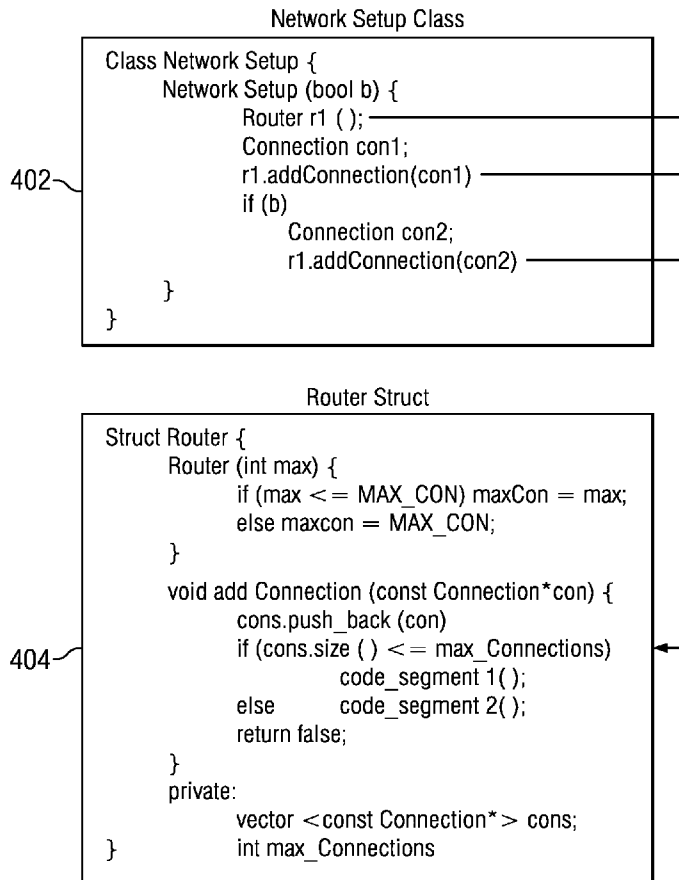 Network Setup Class
Class Network Setup {
Network Setup (bool b) {
Router r1 ( );
Connection con1;
r1.addConnection(con1)
if (b)
Connection con2;
r1.addConnection(con2)
}
}
402
Router Struct
Struct Router {
Router (int max) {
if (max <= MAX_CON) maxCon = max;
else maxcon = MAX_CON;
}
void add Connection (const Connection*con) {
cons.push_back (con)
if (cons.size ( ) <= max_Connections)
code_segment 1( );
else code_segment 2( );
return false;
}
private:
vector <const Connection*> cons;
} int max_Connections
404